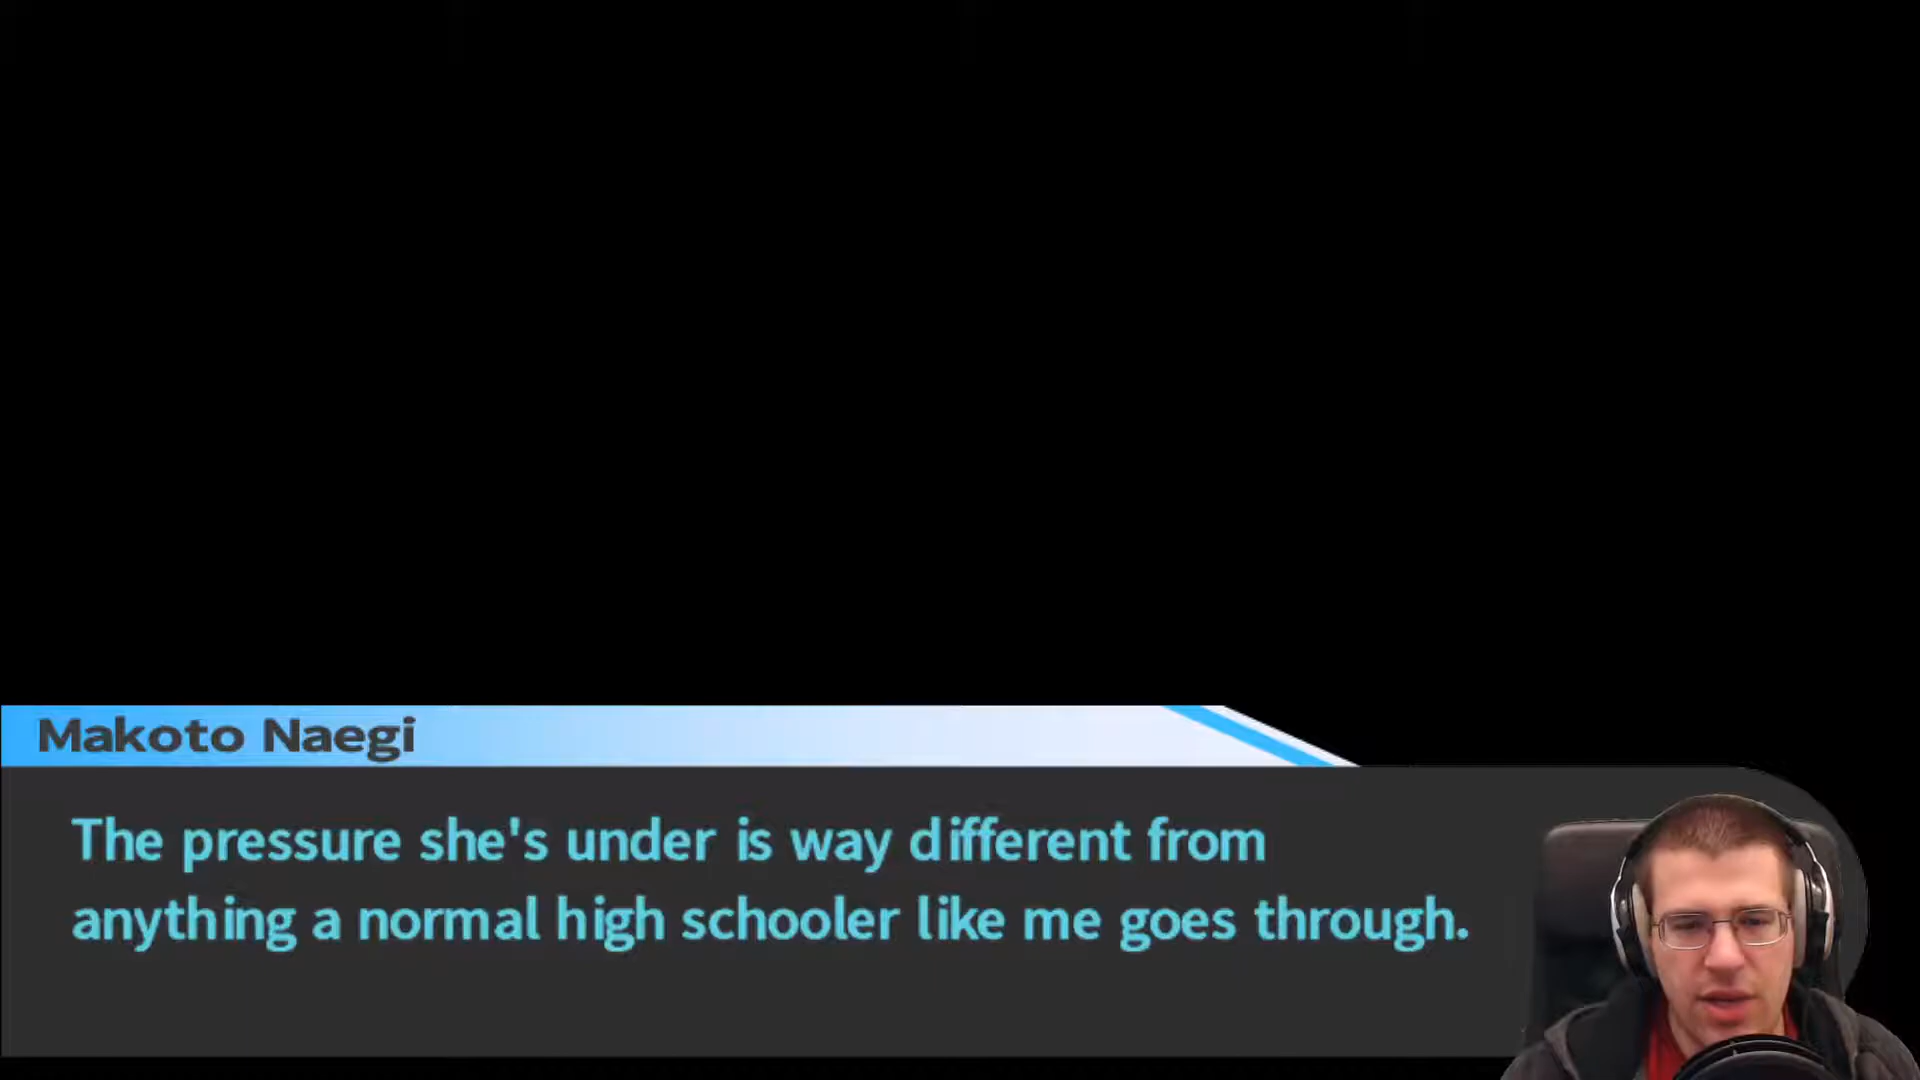 Makoto Naegi
The pressure she's under is way different from
anything a normal high schooler like me goes through.